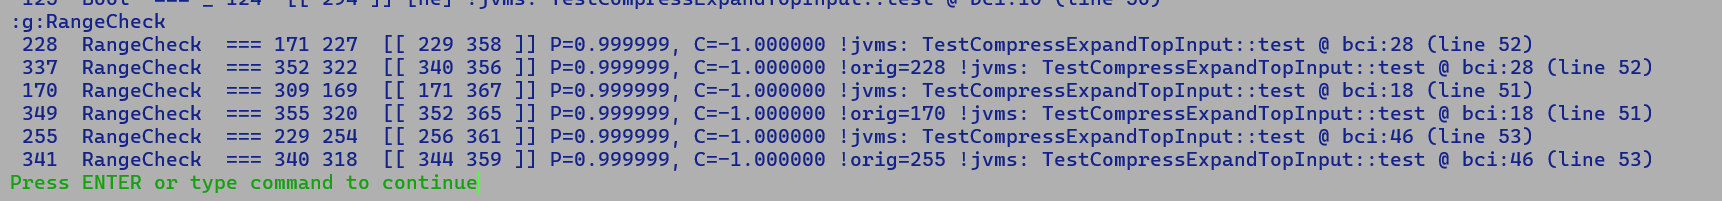 :g:RangeCheck
228  RangeCheck  === 171 227  [[ 229 358 ]] P=0.999999, C=-1.000000 !jvms: TestCompressExpandTopInput::test @ bci:28 (line 52)
337  RangeCheck  === 352 322  [[ 340 356 ]] P=0.999999, C=-1.000000 !orig=228 !jvms: TestCompressExpandTopInput::test @ bci:28 (line 52)
170  RangeCheck  === 309 169  [[ 171 367 ]] P=0.999999, C=-1.000000 !jvms: TestCompressExpandTopInput::test @ bci:18 (line 51)
349  RangeCheck  === 355 320  [[ 352 365 ]] P=0.999999, C=-1.000000 !orig=170 !jvms: TestCompressExpandTopInput::test @ bci:18 (line 51)
255  RangeCheck  === 229 254  [[ 256 361 ]] P=0.999999, C=-1.000000 !jvms: TestCompressExpandTopInput::test @ bci:46 (line 53)
341  RangeCheck  === 340 318  [[ 344 359 ]] P=0.999999, C=-1.000000 !orig=255 !jvms: TestCompressExpandTopInput::test @ bci:46 (line 53)
Press ENTER or type command to continue